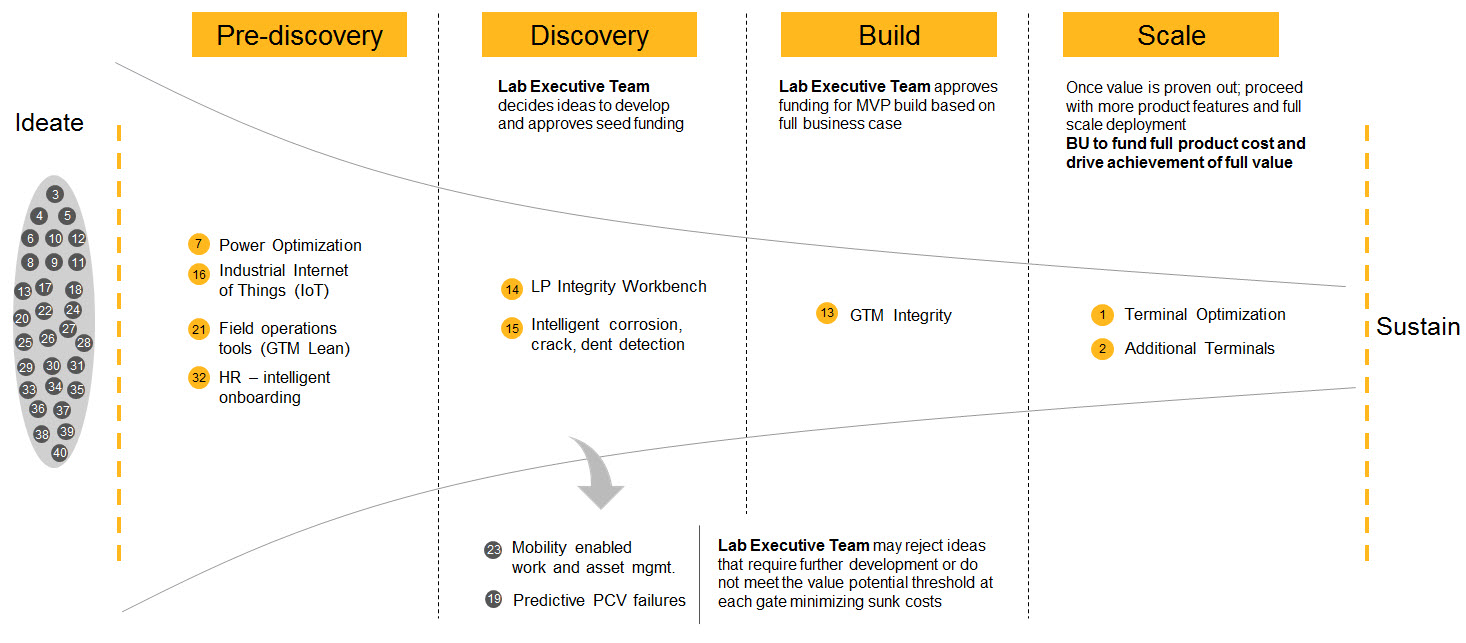 Pre-discovery
Discovery
Build
Scale
Ideate
Lab Executive Team
decides ideas to develop
and approves seed funding
Lab Executive Team approves
funding for MVP build based on
full business case
Once value is proven out; proceed
with more product features and full
scale deployment
BU to fund full product cost and
drive achievement of full value
3
4 5
6 10 12
8 9 11
13 17 18
20 22 24
25 26 27 28
29 30 31
33 34 35
36 37
38 39
40
7 Power Optimization
16 Industrial Internet
of Things (IoT)
21 Field operations
tools (GTM Lean)
32 HR – intelligent
onboarding
14 LP Integrity Workbench
15 Intelligent corrosion,
crack, dent detection
13 GTM Integrity
1 Terminal Optimization
2 Additional Terminals
Sustain
23 Mobility enabled
work and asset mgmt.
19 Predictive PCV failures
Lab Executive Team may reject ideas
that require further development or do
not meet the value potential threshold at
each gate minimizing sunk costs